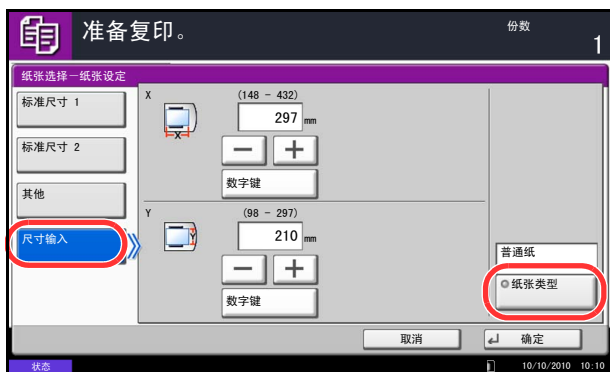 准备复印。
份数
1
纸张选择－纸张设定
标准尺寸 1
标准尺寸 2
其他
尺寸输入
X
(148 - 432)
297 mm
X
数字键
Y
(98 - 297)
210 mm
Y
数字键
普通纸
纸张类型
取消
确定
状态
10/10/2010 10:10